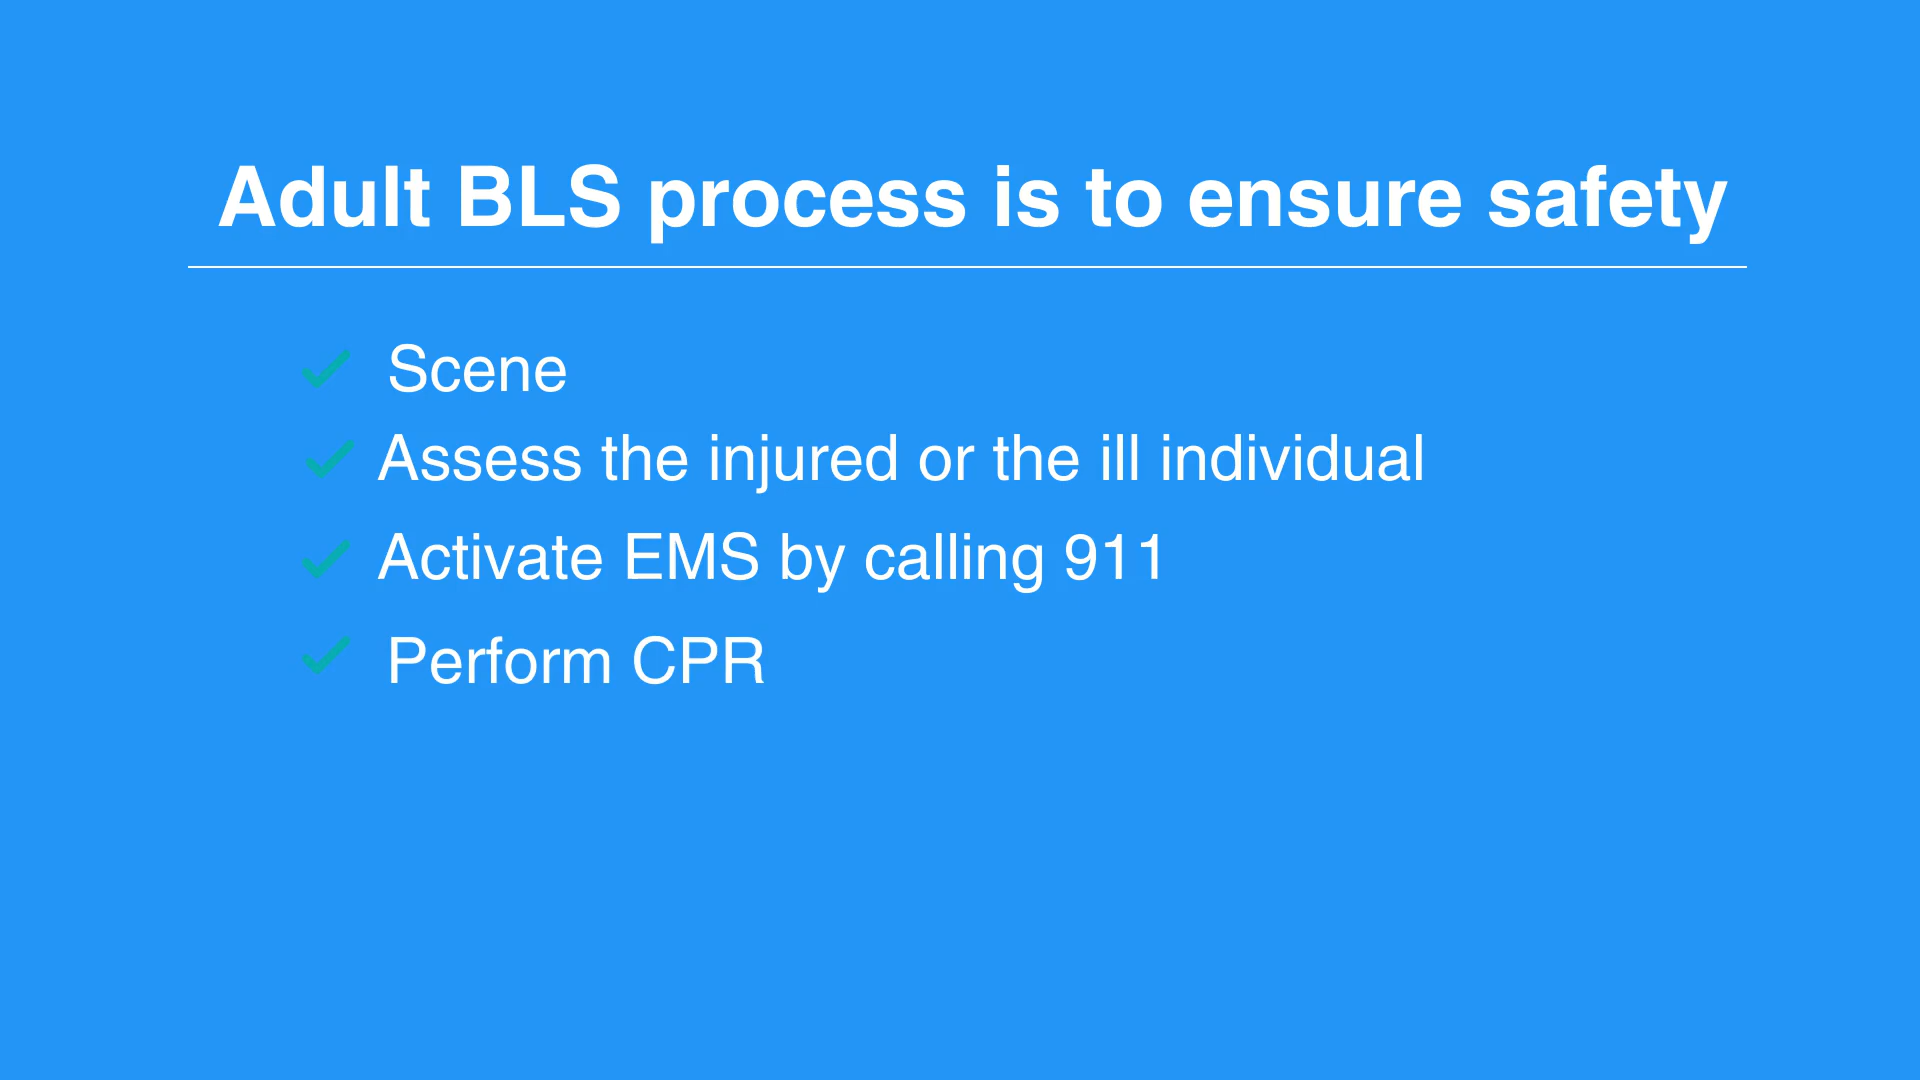 Adult BLS process is to ensure safety
Scene
Assess the injured or the ill individual
Activate EMS by calling 911
Perform CPR